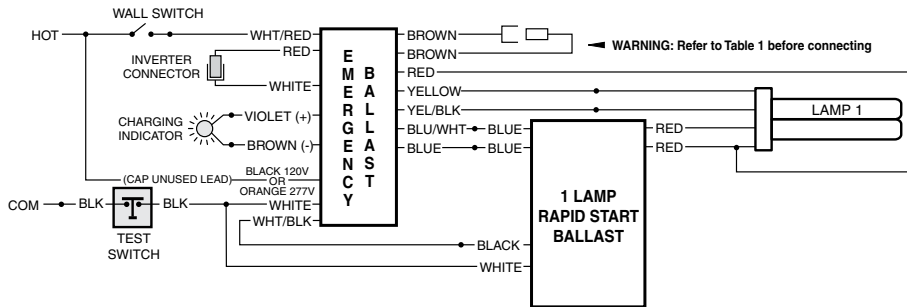 WALL SWITCH
HOT
WHT/RED
RED
INVERTER
CONNECTOR
WHITE
CHARGING
INDICATOR
VIOLET (+)
BROWN (-)
(CAP UNUSED LEAD)
BLACK 120V
OR
ORANGE 277V
COM
BLK
BLK
WHITE
WHT/BLK
TEST
SWITCH
EMERGENCY
BALLAST
BROWN
BROWN
WARNING: Refer to Table 1 before connecting
RED
YELLOW
YEL/BLK
BLU/WHT
BLUE
BLUE
BLUE
RED
RED
LAMP 1
1 LAMP
RAPID START
BALLAST
BLACK
WHITE